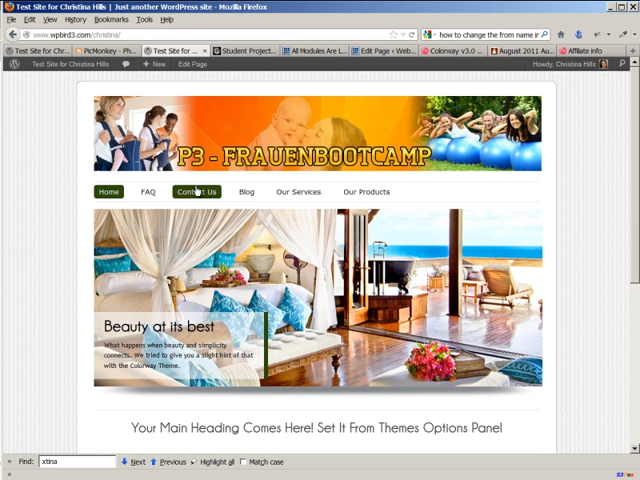 Test Site for Christina Hills | Just another WordPress site - Mozilla Firefox
File Edit View History Bookmarks Tools Help
www.wpbird3.com/christina/
how to change the from name ir
Test Site for Chr...
PicMonkey - Ph...
Test Site for ...
Student Project...
All Modules Are L...
Edit Page ‹ Web...
Colorway v3.0 ...
August 2011 Au...
Affiliate info
Test Site for Christina Hills
New
Edit Page
Howdy, Christina Hills
P3 - FRAUENBOOTCAMP
Home FAQ Contact Us Blog Our Services Our Products
Beauty at its best
What happens when beauty and simplicity
connects. We tried to give you a slight hint of that
with the Colorway Theme.
Your Main Heading Comes Here! Set It From Themes Options Panel
Find: xtina Next Previous Highlight all Match case